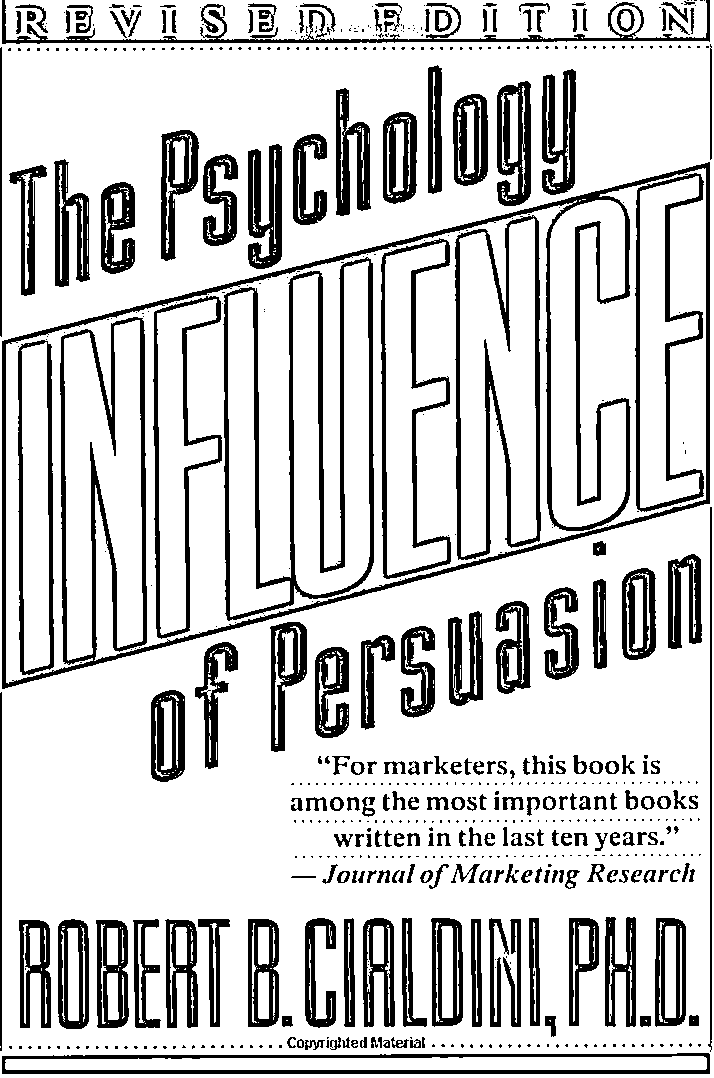 REVISED EDITION
The Psychology
INFLUENCE
of Persuasion
“For marketers, this book is
among the most important books
written in the last ten years.”
— Journal of Marketing Research
ROBERT B. CIALDINI, PH.D.
Copyrighted Material